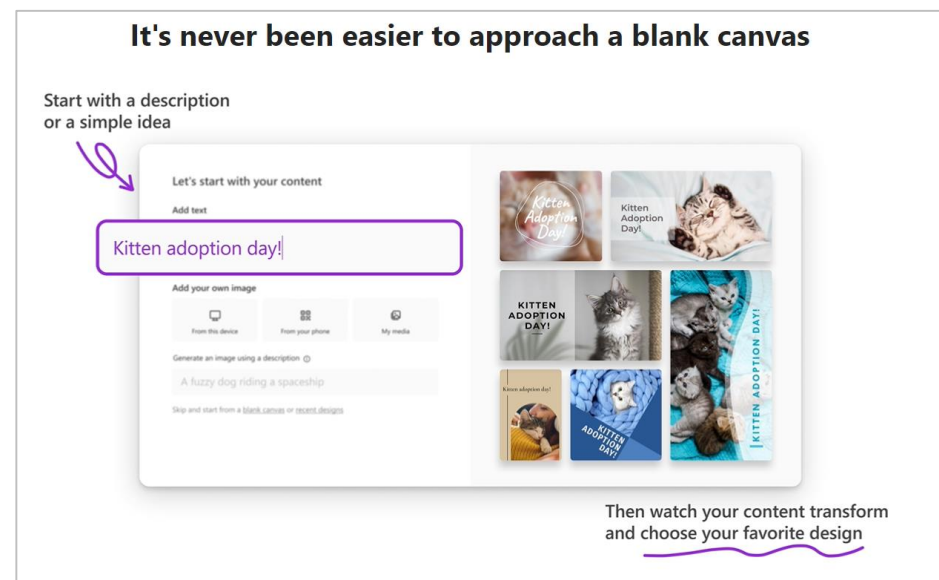 It's never been easier to approach a blank canvas
Start with a description
or a simple idea
Let's start with your content
Add text
Kitten adoption day!
Add your own image
From this device
From your phone
My media
Generate an image using a description
A fuzzy dog riding a spaceship
Skip and start from a blank canvas or recent designs
Kitten
Adoption
Day!
Kitten
Adoption
Day!
KITTEN
ADOPTION
DAY!
KITTEN ADOPTION DAY!
Kitten adoption day!
KITTEN
ADOPTION
DAY!
Then watch your content transform
and choose your favorite design